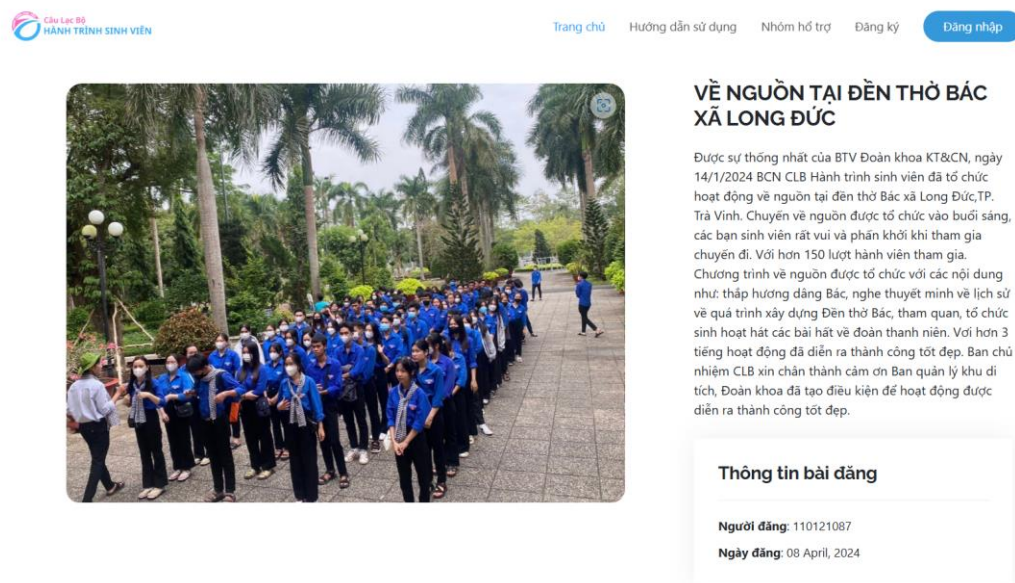 Câu Lạc Bộ
HÀNH TRÌNH SINH VIÊN
Trang chủ
Hướng dẫn sử dụng
Nhóm hỗ trợ
Đăng ký
Đăng nhập
VỀ NGUỒN TẠI ĐỀN THỜ BÁC
XÃ LONG ĐỨC
Được sự thống nhất của BTV Đoàn khoa KT&CN, ngày
14/1/2024 BCN CLB Hành trình sinh viên đã tổ chức
hoạt động về nguồn tại đền thờ Bác xã Long Đức,TP.
Trà Vinh. Chuyến về nguồn được tổ chức vào buổi sáng,
các bạn sinh viên rất vui và phấn khởi khi tham gia
chuyến đi. Với hơn 150 lượt hành viên tham gia.
Chương trình về nguồn được tổ chức với các nội dung
như: thắp hương dâng Bác, nghe thuyết minh về lịch sử
về quá trình xây dựng Đền thờ Bác, tham quan, tổ chức
sinh hoạt hát các bài hất về đoàn thanh niên. Vơi hơn 3
tiếng hoạt động đã diễn ra thành công tốt đẹp. Ban chủ
nhiệm CLB xin chân thành cảm ơn Ban quản lý khu di
tích, Đoàn khoa đã tạo điều kiện để hoạt động được
diễn ra thành công tốt đẹp.
Thông tin bài đăng
Người đăng: 110121087
Ngày đăng: 08 April, 2024